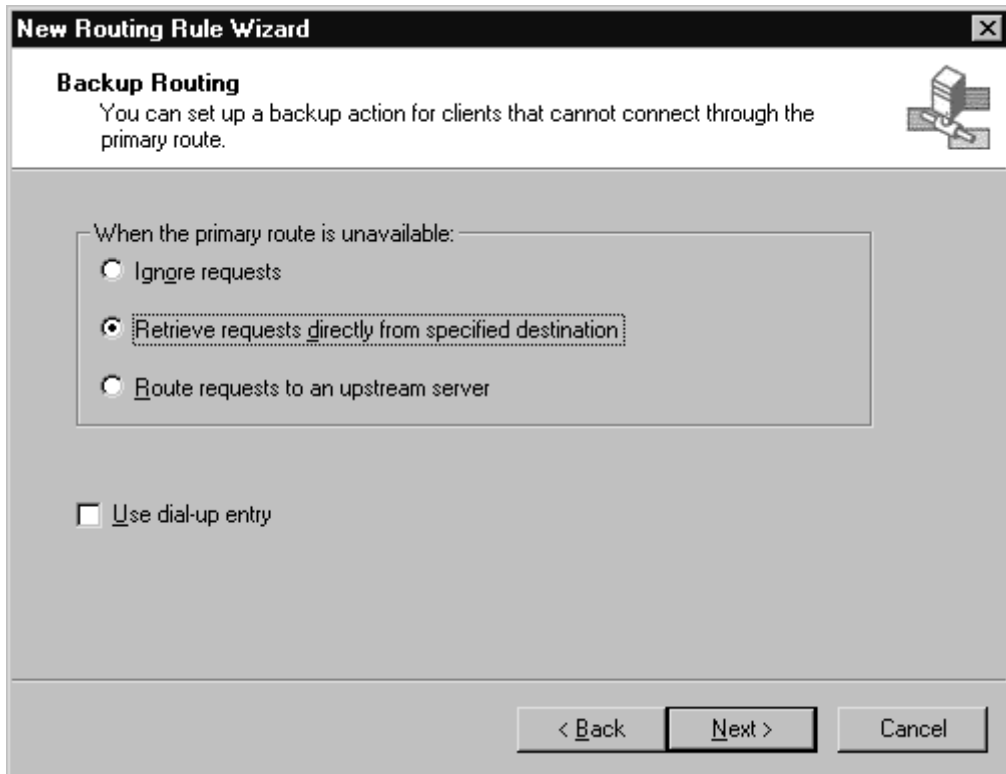 New Routing Rule Wizard
Backup Routing
You can set up a backup action for clients that cannot connect through the
primary route.
When the primary route is unavailable:
Ignore requests
Retrieve requests directly from specified destination
Route requests to an upstream server
Use dial-up entry
< Back
Next >
Cancel